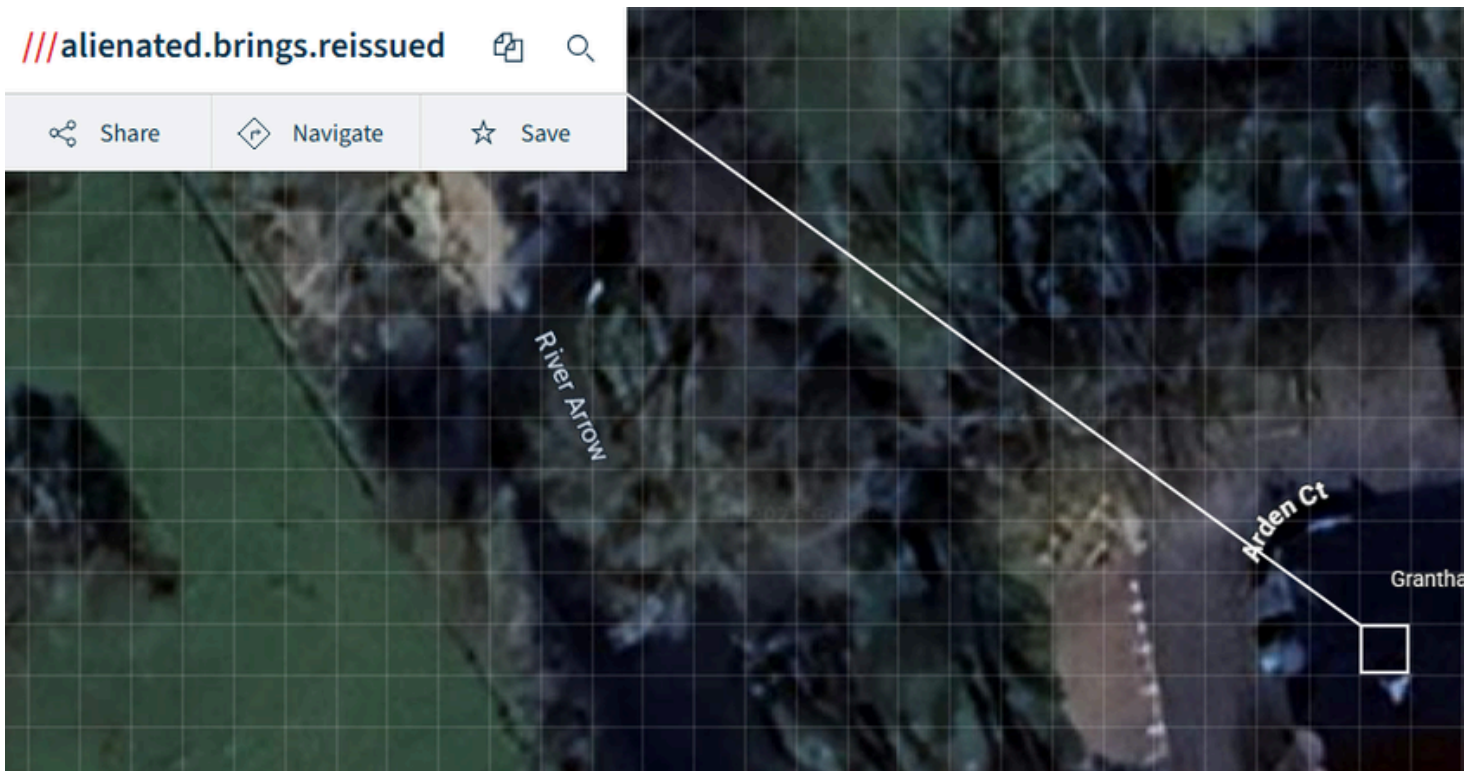 ///alienated.brings.reissued
Share Navigate Save
River Arrow
Arden Ct
Grantha